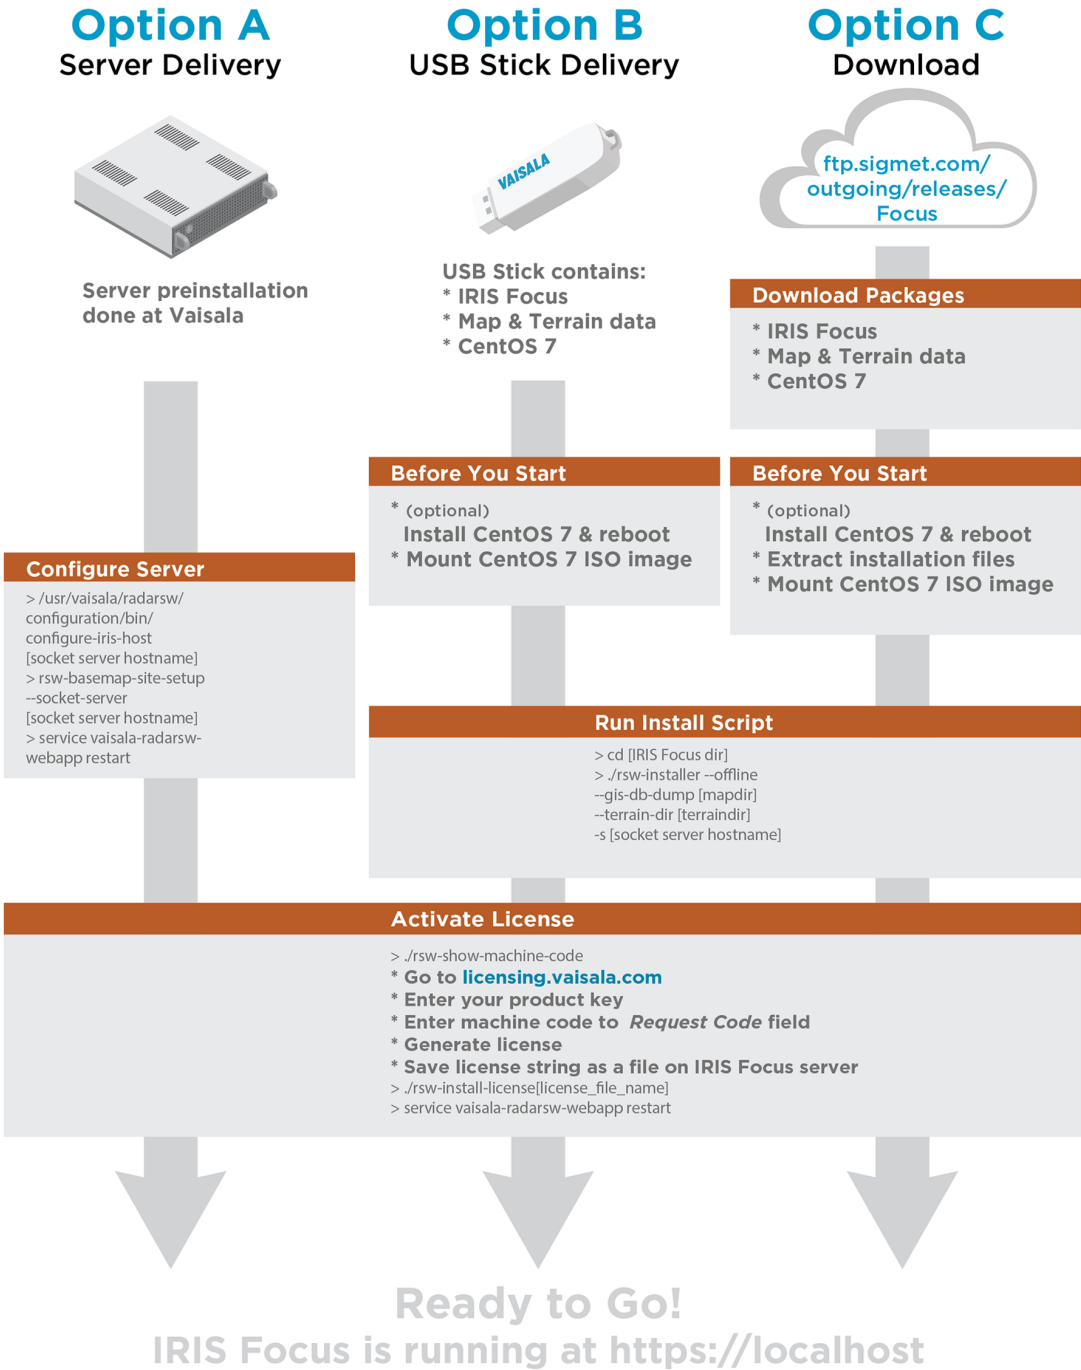 Option A
Server Delivery
Server preinstallation
done at Vaisala
Configure Server
> /usr/vaisala/radarsw/
configuration/bin/
configure-iris-host
[socket server hostname]
> rsw-basemap-site-setup
--socket-server
[socket server hostname]
> service vaisala-radarsw-
webapp restart
Option B
USB Stick Delivery
VAISALA
USB Stick contains:
* IRIS Focus
* Map & Terrain data
* CentOS 7
Before You Start
* (optional)
Install CentOS 7 & reboot
* Mount CentOS 7 ISO image
Option C
Download
ftp.sigmet.com/
outgoing/releases/
Focus
Download Packages
* IRIS Focus
* Map & Terrain data
* CentOS 7
Before You Start
* (optional)
Install CentOS 7 & reboot
* Extract installation files
* Mount CentOS 7 ISO image
Run Install Script
> cd [IRIS Focus dir]
> ./rsw-installer --offline
--gis-db-dump [mapdir]
--terrain-dir [terraindir]
-s [socket server hostname]
Activate License
> ./rsw-show-machine-code
* Go to licensing.vaisala.com
* Enter your product key
* Enter machine code to Request Code field
* Generate license
* Save license string as a file on IRIS Focus server
> ./rsw-install-license[license_file_name]
> service vaisala-radarsw-webapp restart
Ready to Go!
IRIS Focus is running at https://localhost